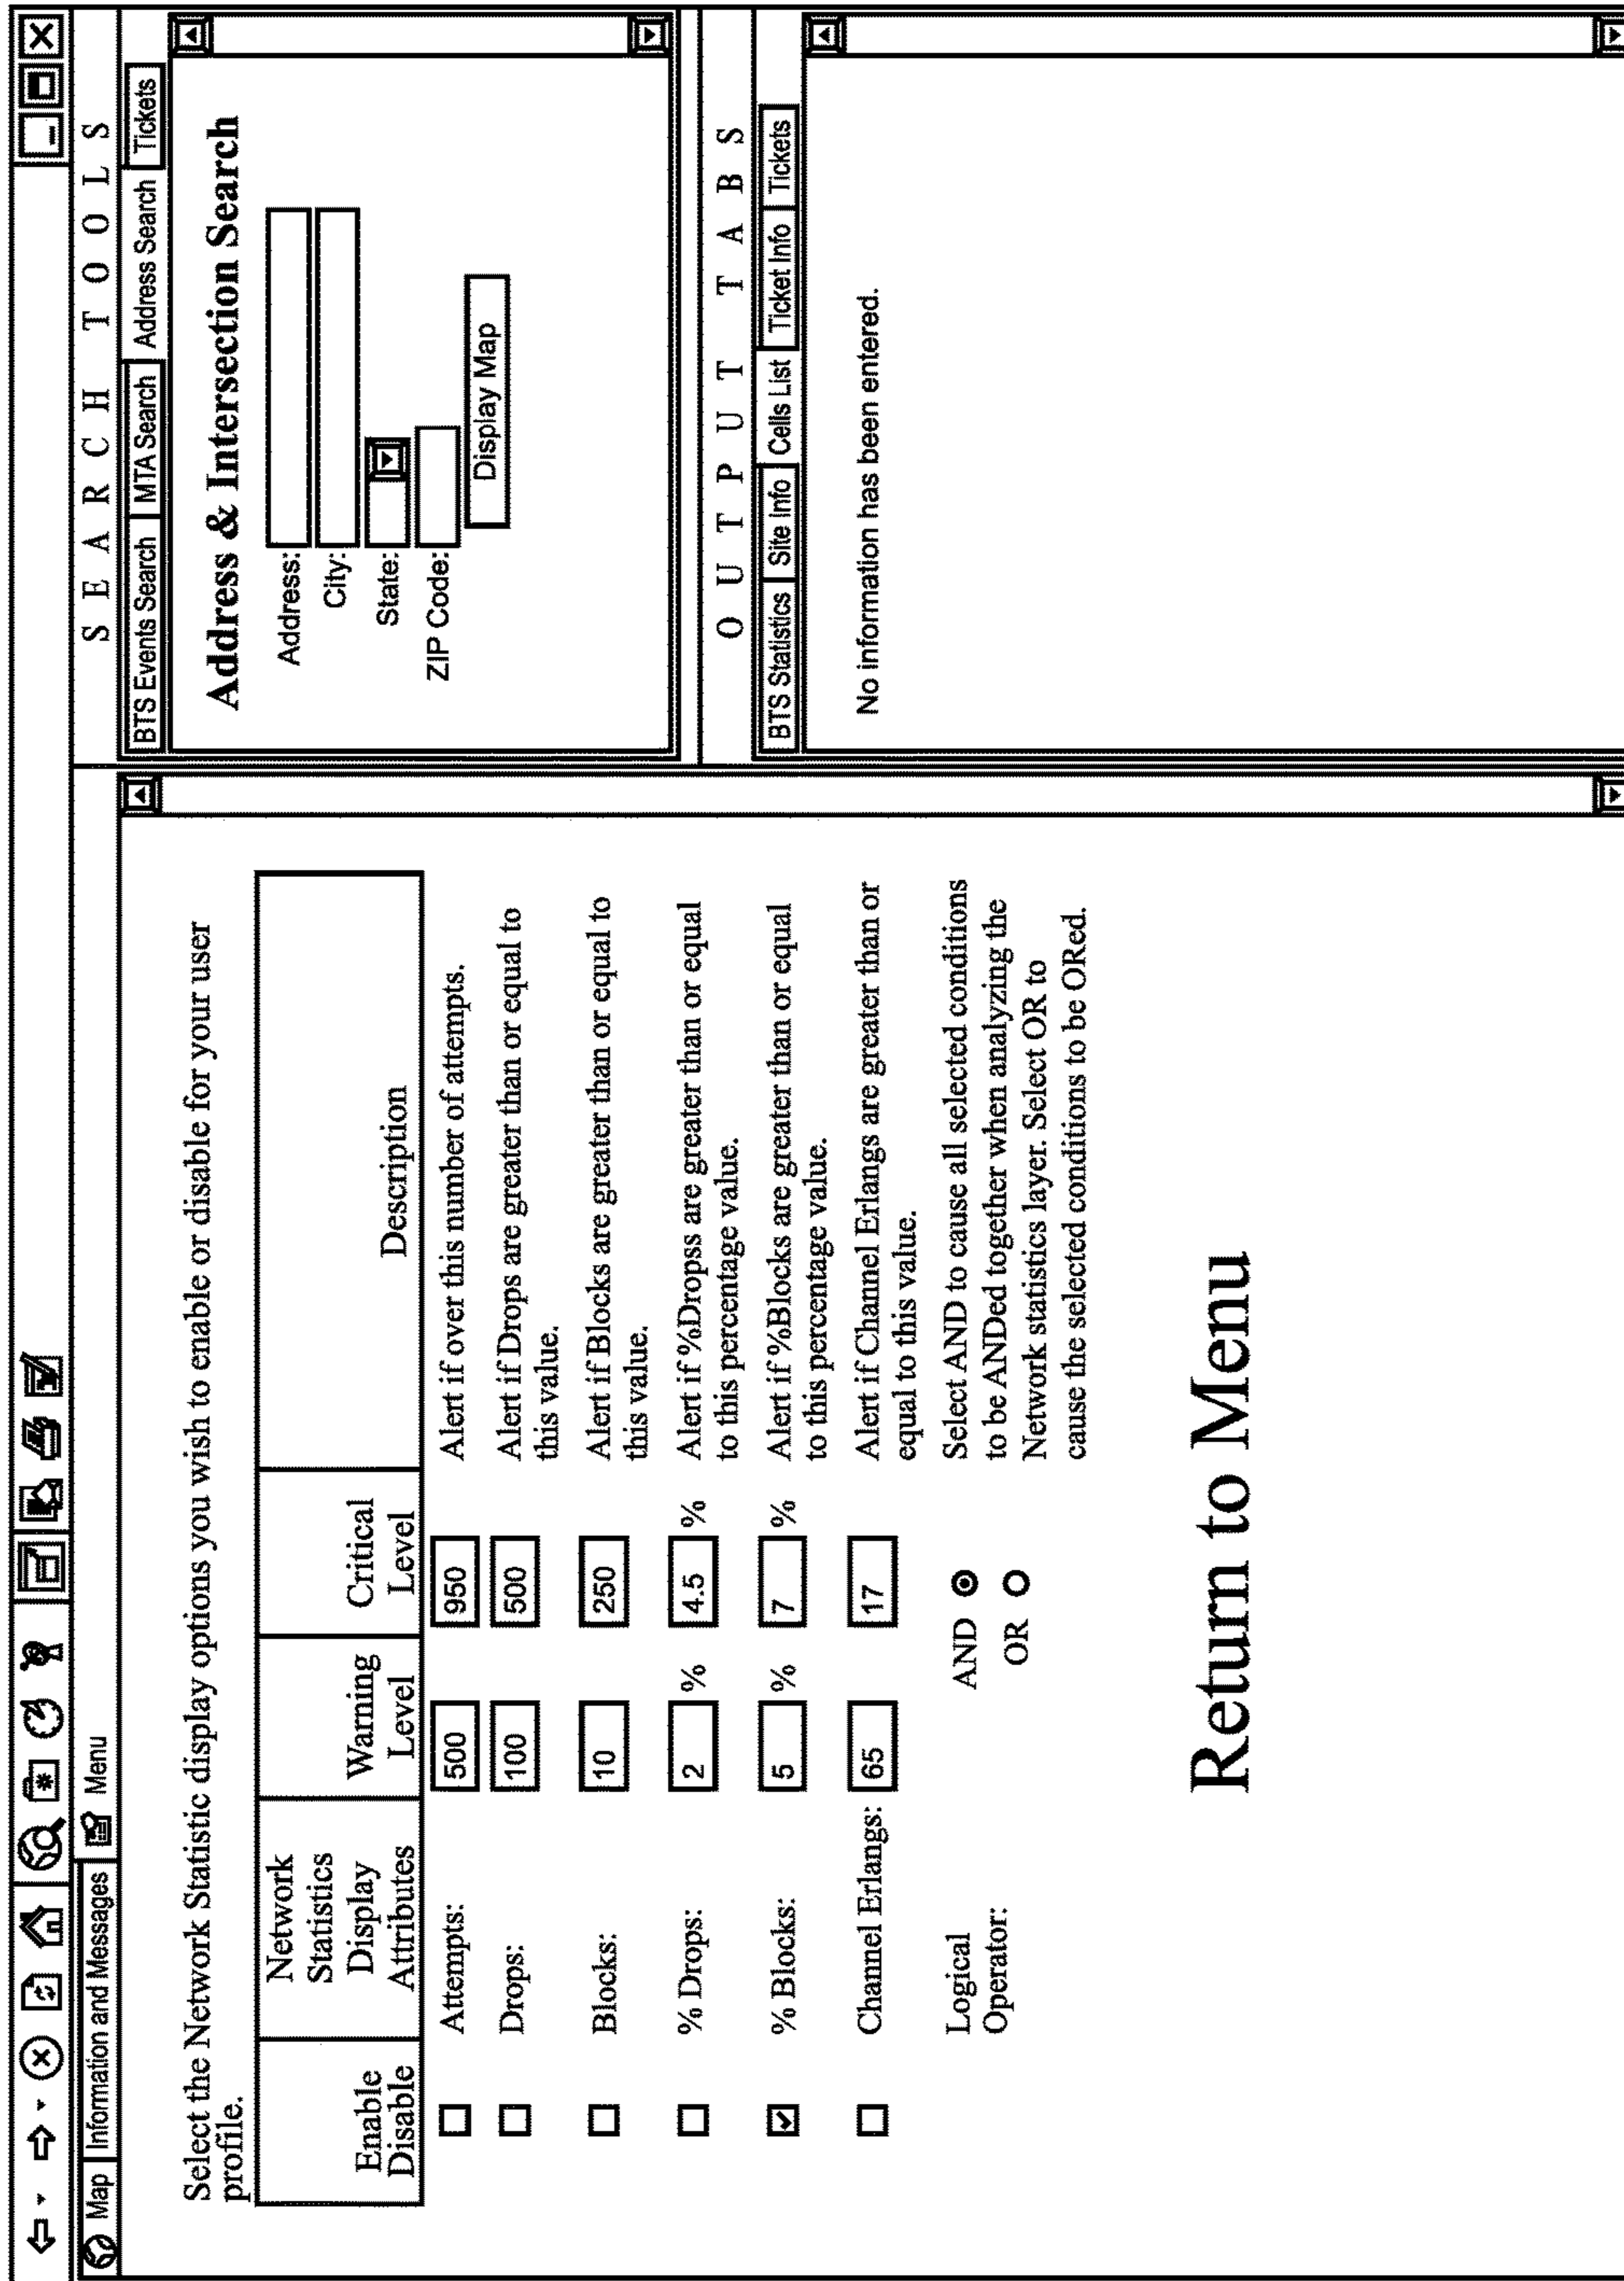 Map
Information and Messages
Menu
Select the Network Statistic display options you wish to enable or disable for your user
profile.
Enable
Disable
Network
Statistics
Display
Attributes
Warning
Level
Critical
Level
Description
Attempts:
500
950
Alert if over this number of attempts.
Drops:
100
500
Alert if Drops are greater than or equal to
this value.
Blocks:
10
250
Alert if Blocks are greater than or equal to
this value.
% Drops:
2 %
4.5 %
Alert if %Dropss are greater than or equal
to this percentage value.
% Blocks:
5 %
7 %
Alert if %Blocks are greater than or equal
to this percentage value.
Channel Erlangs:
65
17
Alert if Channel Erlangs are greater than or
equal to this value.
Logical
Operator:
AND
OR
Select AND to cause all selected conditions
to be ANDed together when analyzing the
Network statistics layer. Select OR to
cause the selected conditions to be ORed.
Return to Menu
SEARCH TOOLS
BTS Events Search
MTA Search
Address Search
Tickets
Address & Intersection Search
Address:
City:
State:
ZIP Code:
Display Map
OUTPUT TABS
BTS Statistics
Site Info
Cells List
Ticket Info
Tickets
No information has been entered.